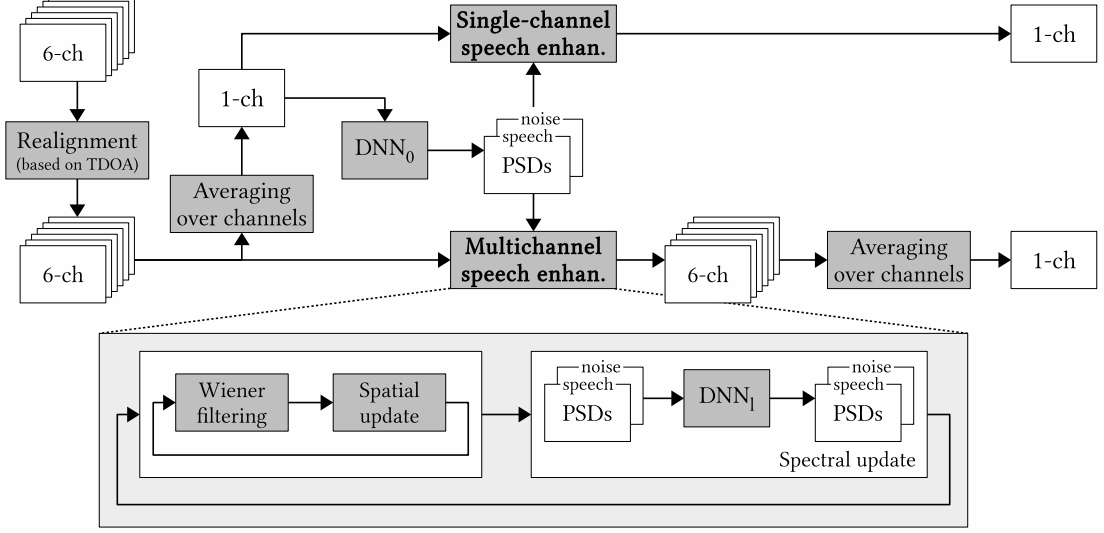 6-ch
Single-channel
speech enhan.
1-ch
1-ch
Realignment
(based on TDOA)
DNN0
noise
speech
PSDs
Averaging
over channels
6-ch
Multichannel
speech enhan.
6-ch
Averaging
over channels
1-ch
Wiener
filtering
Spatial
update
noise
speech
PSDs
DNNl
noise
speech
PSDs
Spectral update